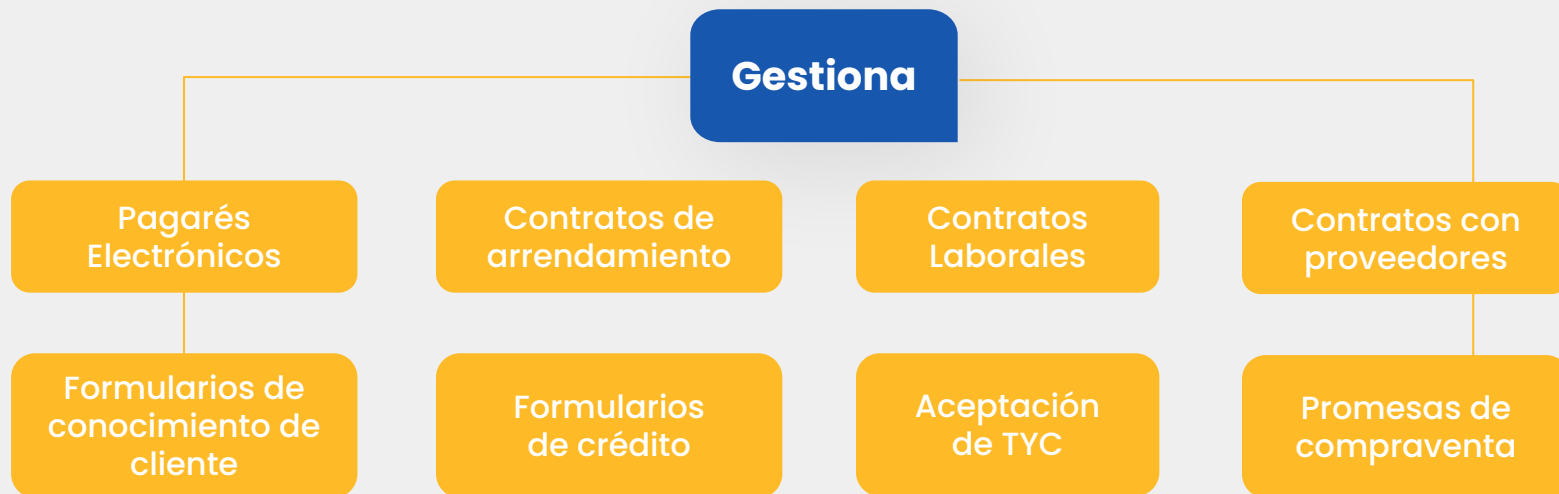 Gestiona
Pagarés
Electrónicos
Contratos de
arrendamiento
Contratos
Laborales
Contratos con
proveedores
Formularios de
conocimiento de
cliente
Formularios
de crédito
Aceptación
de TYC
Promesas de
compraventa